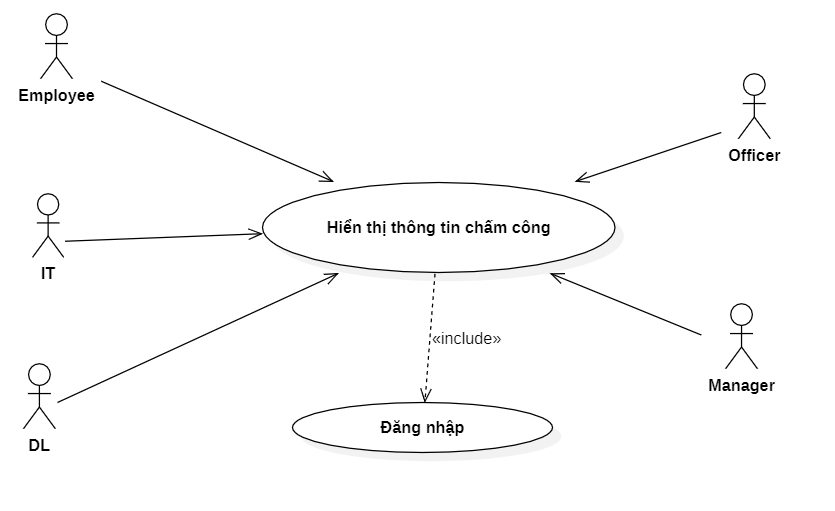 Employee
Officer
IT
Hiển thị thông tin chấm công
«include»
Manager
Đăng nhập
DL